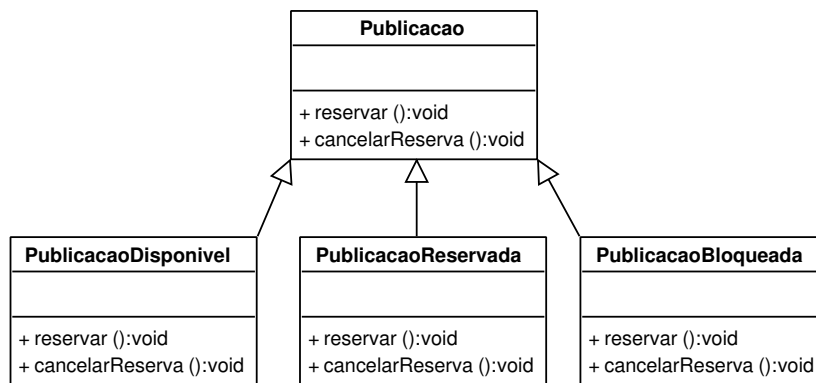 Publicacao
+ reservar ():void
+ cancelarReserva ():void
PublicacaoDisponivel
+ reservar ():void
+ cancelarReserva ():void
PublicacaoReservada
+ reservar ():void
+ cancelarReserva ():void
PublicacaoBloqueada
+ reservar ():void
+ cancelarReserva ():void